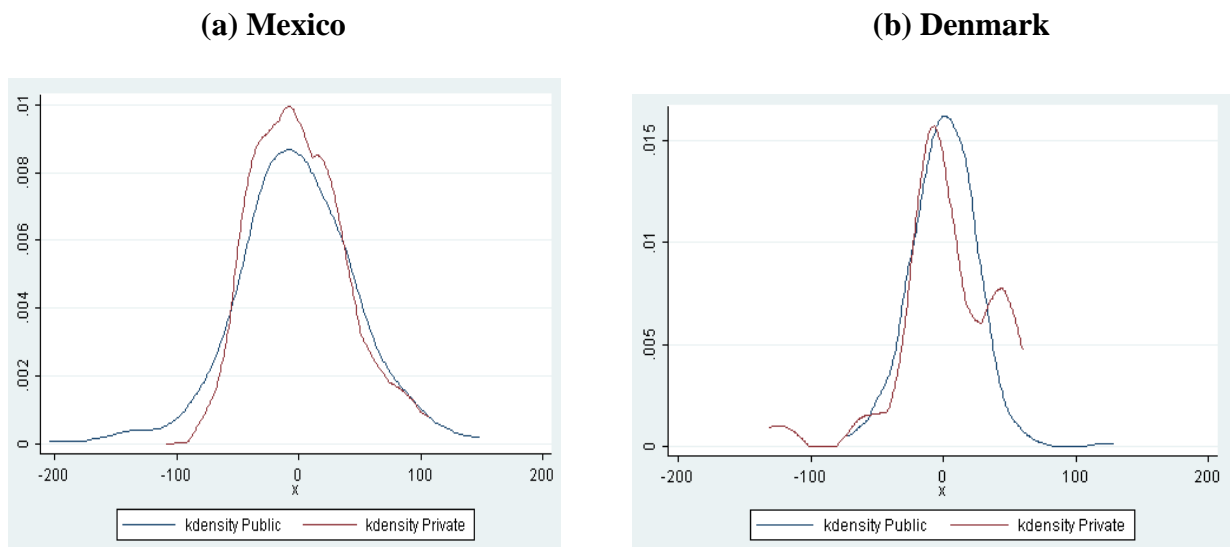 (a) Mexico
.01
.008
.006
.004
.002
0
-200 -100 0 100 200
x
kdensity Public kdensity Private
(b) Denmark
.015
.01
.005
0
-200 -100 0 100 200
x
kdensity Public kdensity Private